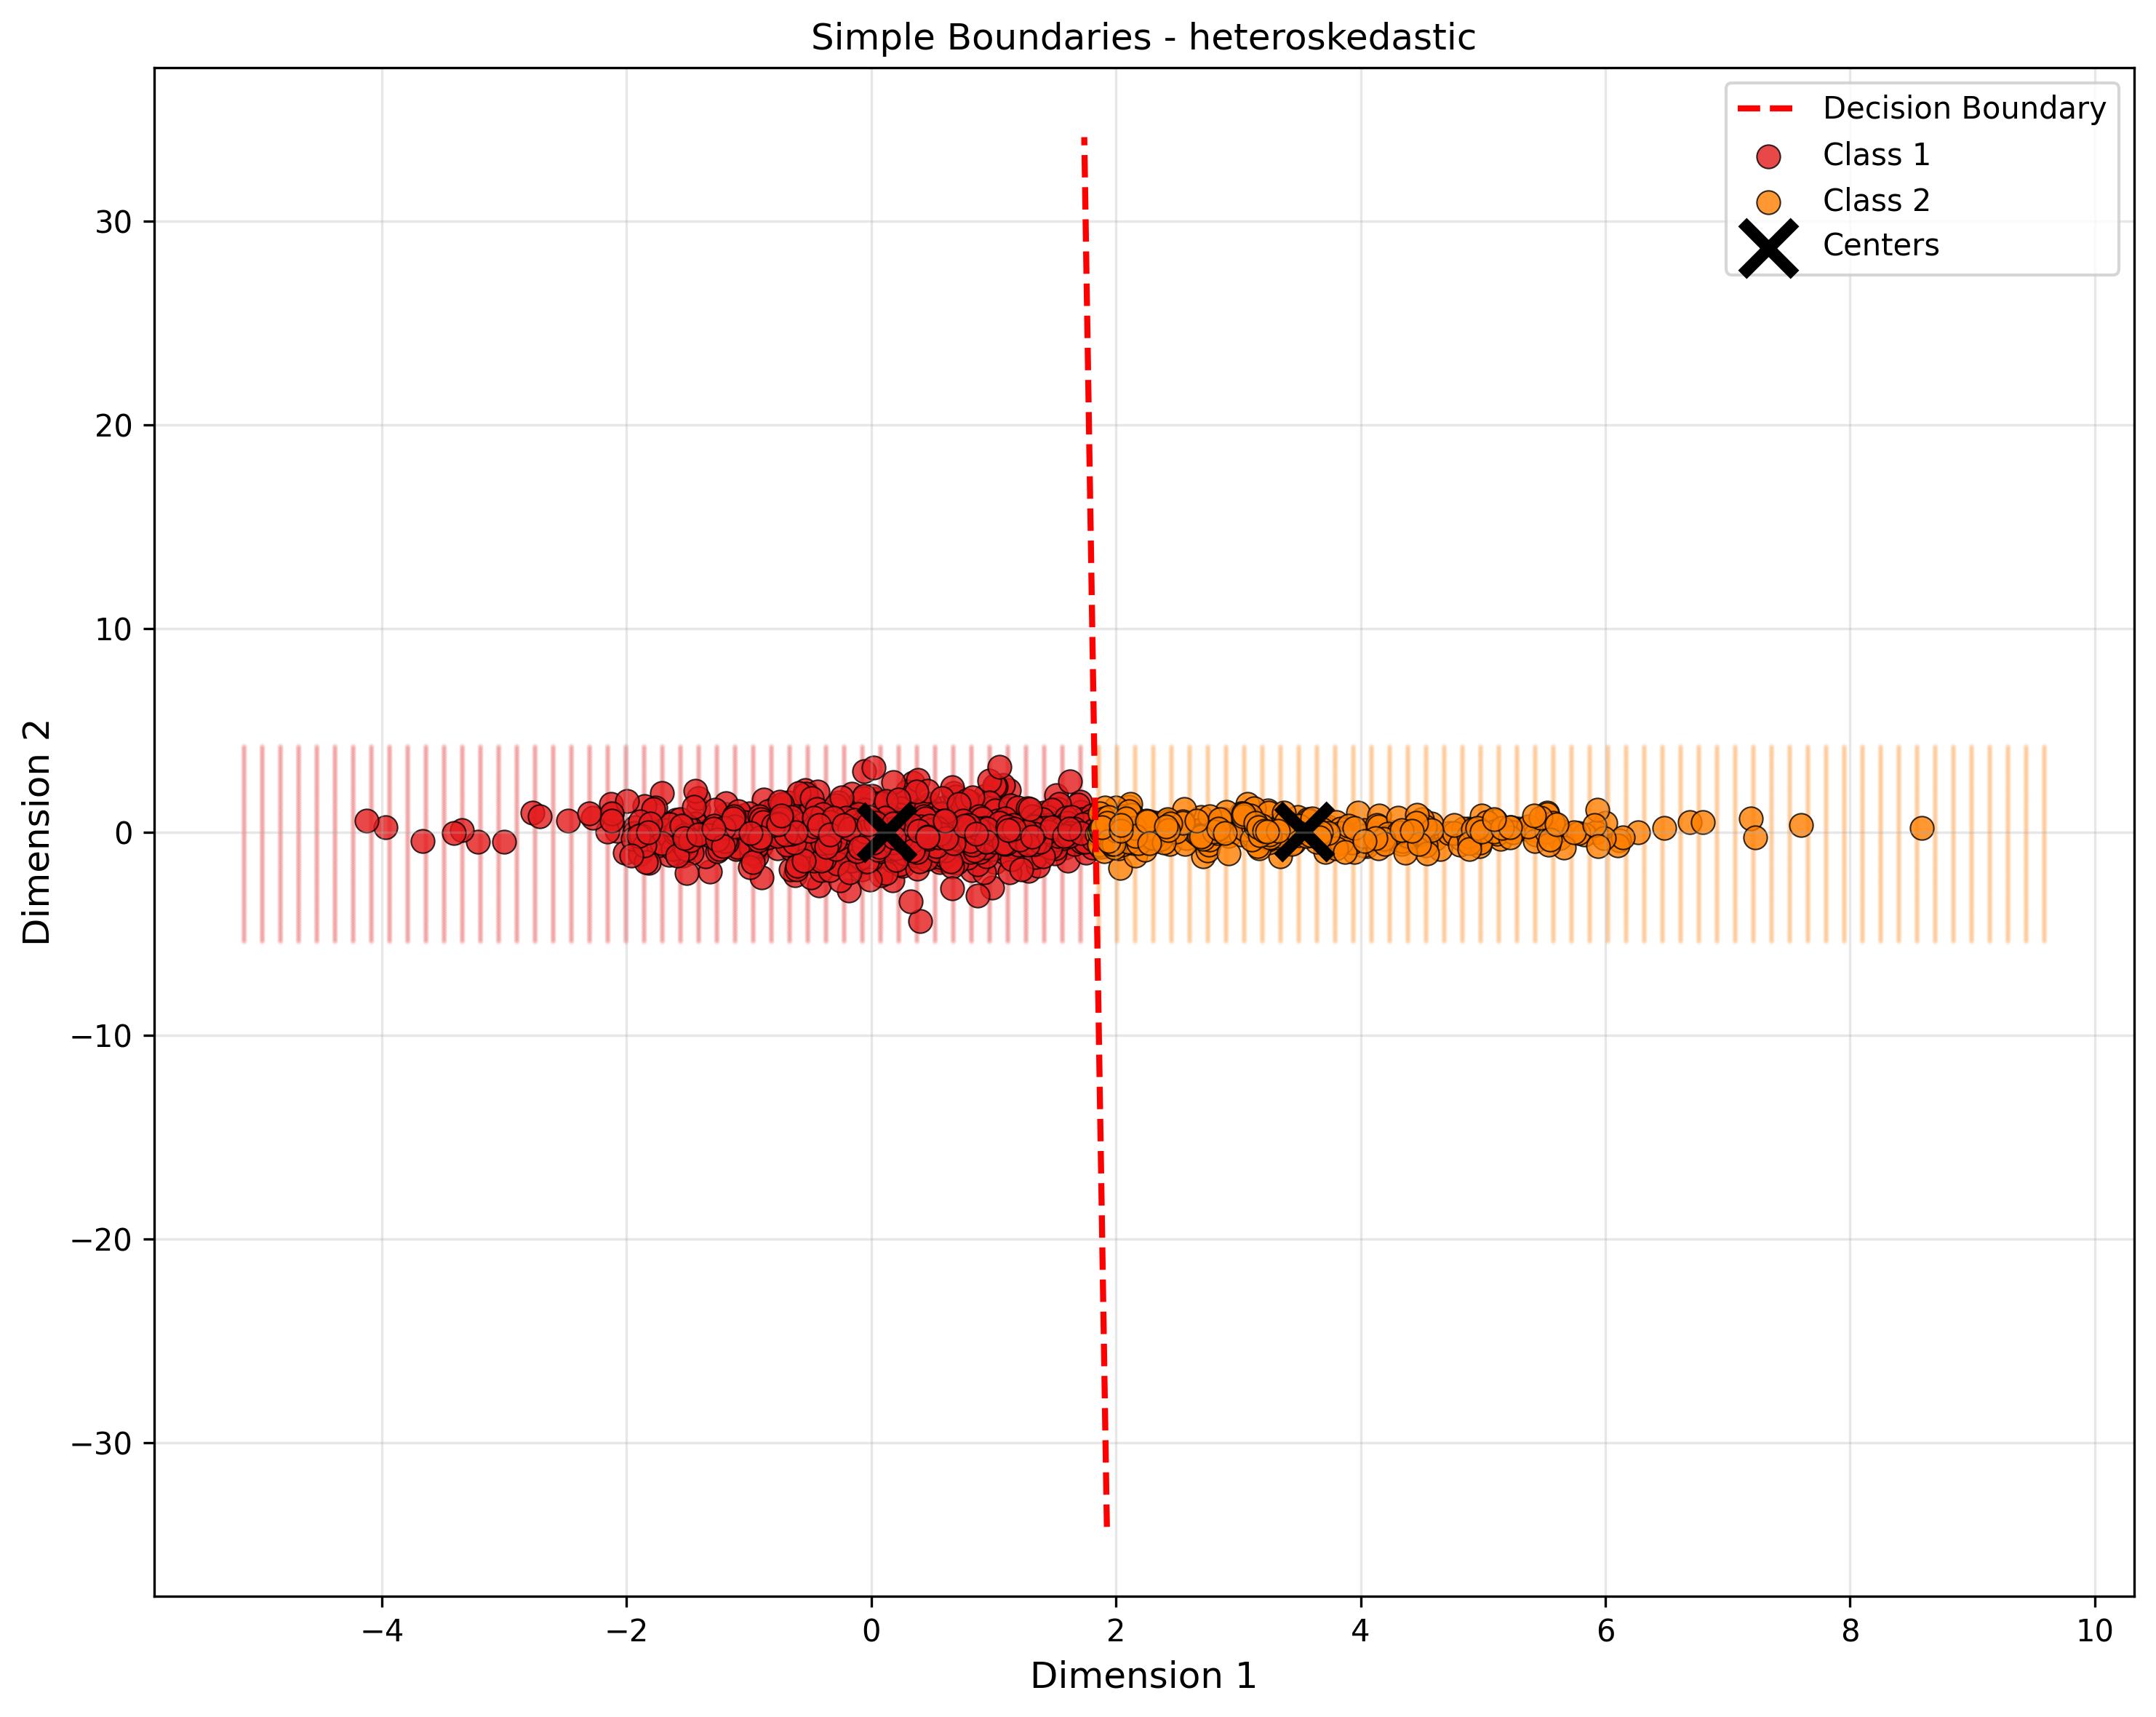 Simple Boundaries - heteroskedastic
Decision Boundary
Class 1
Class 2
Centers
30
20
10
0
−10
−20
−30
Dimension 2
−4
−2
0
2
4
6
8
10
Dimension 1